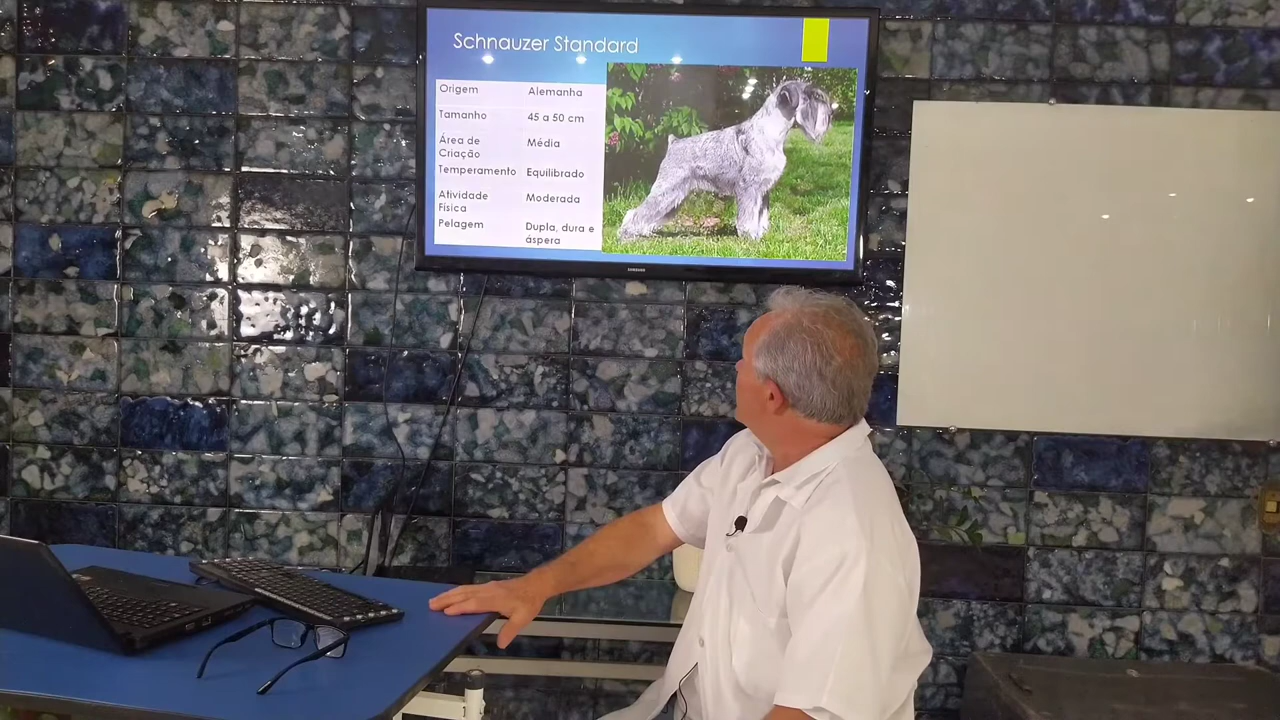 Schnauzer Standard
Origem Alemanha
Tamanho 45 a 50 cm
Área de Criação Média
Temperamento Equilibrado
Atividade Física Moderada
Pelagem Dupla, dura e áspera
SAMSUNG